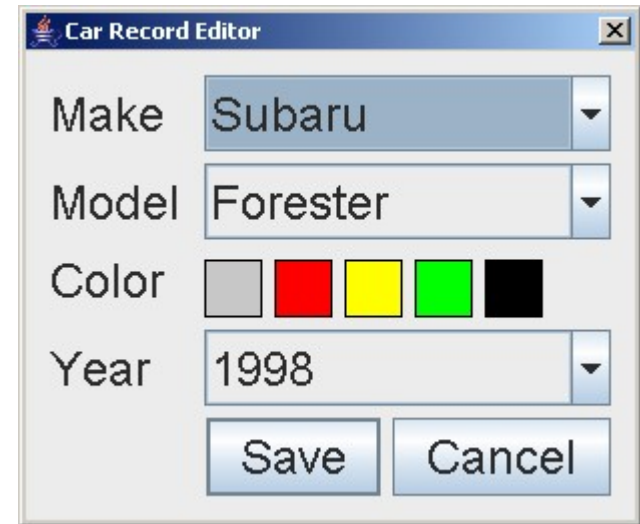 Car Record Editor
Make Subaru
Model Forester
Color
Year 1998
Save Cancel